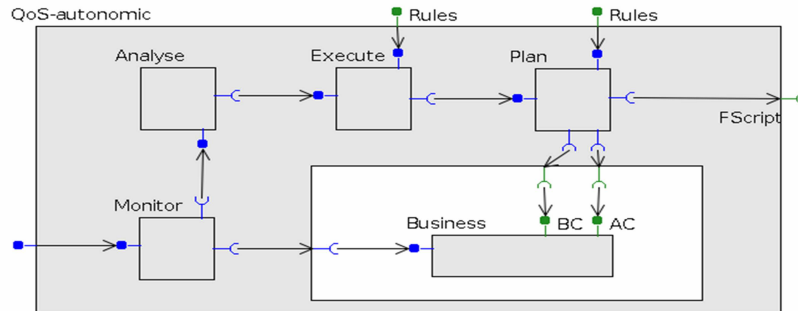 QoS-autonomic
Rules
Rules
Analyse
Execute
Plan
FScript
Monitor
Business
BC
AC